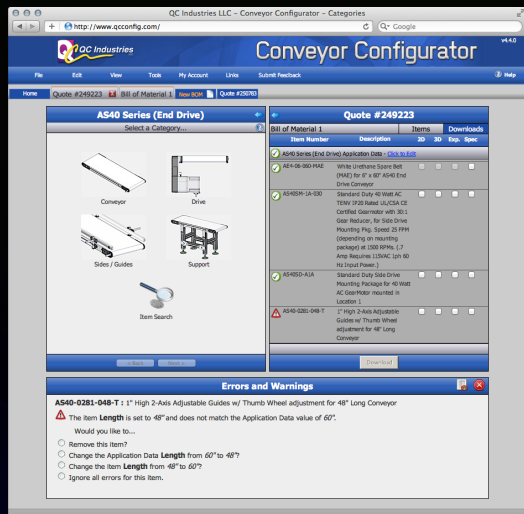 QC Industries LLC – Conveyor Configurator – Categories
http://www.qcconfig.com/
Google
QC Industries
Conveyor Configurator
v4.4.0
File Edit View Tools My Account Links Submit Feedback Help
Home Quote #249223 Bill of Material 1 New BOM Quote #250783
AS40 Series (End Drive)
Select a Category...
Conveyor
Drive
Sides / Guides
Support
Item Search
< Back Next >
Quote #249223
Bill of Material 1 Items Downloads
Item Number Description 2D 3D Exp. Spec
AS40 Series (End Drive) Application Data - Click to Edit
AE4-06-060-MAE White Urethane Spare Belt
(MAE) for 6" x 60" AS40 End
Drive Conveyor
AS40SM-1A-030 Standard Duty 40 Watt AC
TENV IP20 Rated UL/CSA CE
Certified Gearmotor with 30:1
Gear Reducer, for Side Drive
Mounting Pkg. Speed 25 FPM
(depending on mounting
package) at 1500 RPMs. (.7
Amp Requires 115VAC 1ph 60
Hz Input Power.)
AS40SD-A1A Standard Duty Side Drive
Mounting Package for 40 Watt
AC GearMotor mounted in
Location 1
AS40-0281-048-T 1" High 2-Axis Adjustable
Guides w/ Thumb Wheel
adjustment for 48" Long
Conveyor
Download
Errors and Warnings
AS40-0281-048-T : 1" High 2-Axis Adjustable Guides w/ Thumb Wheel adjustment for 48" Long Conveyor
The item Length is set to 48" and does not match the Application Data value of 60".
Would you like to...
Remove this item?
Change the Application Data Length from 60" to 48"?
Change the item Length from 48" to 60"?
Ignore all errors for this item.